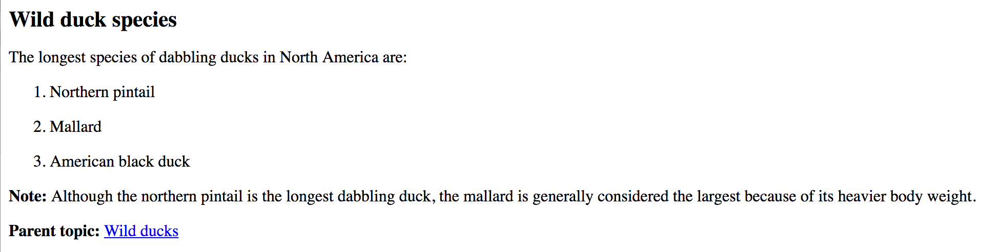 Wild duck species
The longest species of dabbling ducks in North America are:
1. Northern pintail
2. Mallard
3. American black duck
Note: Although the northern pintail is the longest dabbling duck, the mallard is generally considered the largest because of its heavier body weight.
Parent topic: Wild ducks